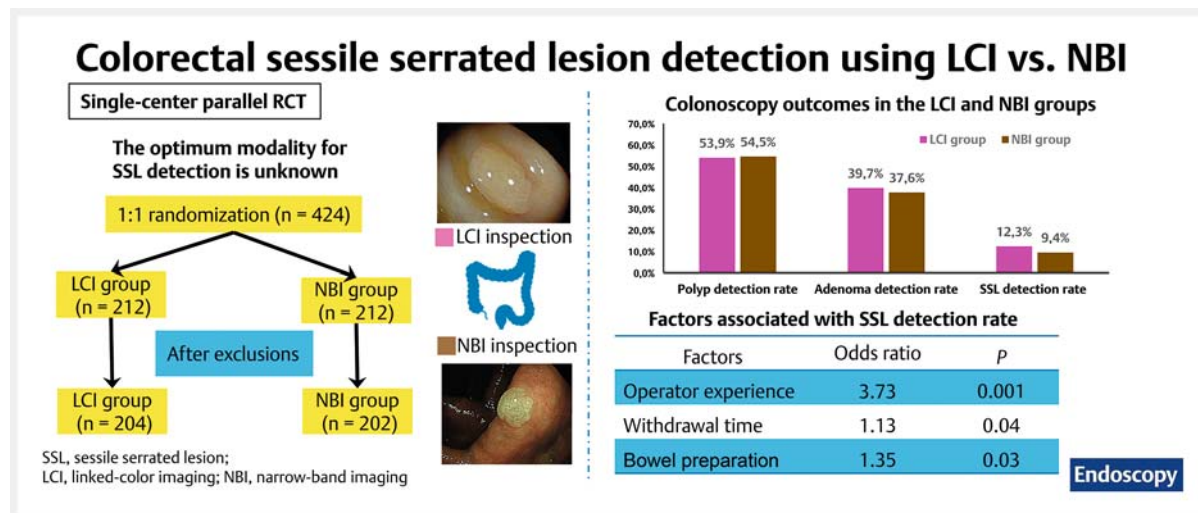 Colorectal sessile serrated lesion detection using LCI vs. NBI
Single-center parallel RCT
The optimum modality for
SSL detection is unknown
1:1 randomization (n = 424)
LCI group
(n = 212)
NBI group
(n = 212)
After exclusions
LCI group
(n = 204)
NBI group
(n = 202)
SSL, sessile serrated lesion;
LCI, linked-color imaging; NBI, narrow-band imaging
LCI inspection
NBI inspection
Colonoscopy outcomes in the LCI and NBI groups
70,0%
60,0%
50,0%
40,0%
30,0%
20,0%
10,0%
0,0%
LCI group
NBI group
53,9%
54,5%
39,7%
37,6%
12,3%
9,4%
Polyp detection rate
Adenoma detection rate
SSL detection rate
Factors associated with SSL detection rate
Factors Odds ratio P
Operator experience 3.73 0.001
Withdrawal time 1.13 0.04
Bowel preparation 1.35 0.03
Endoscopy